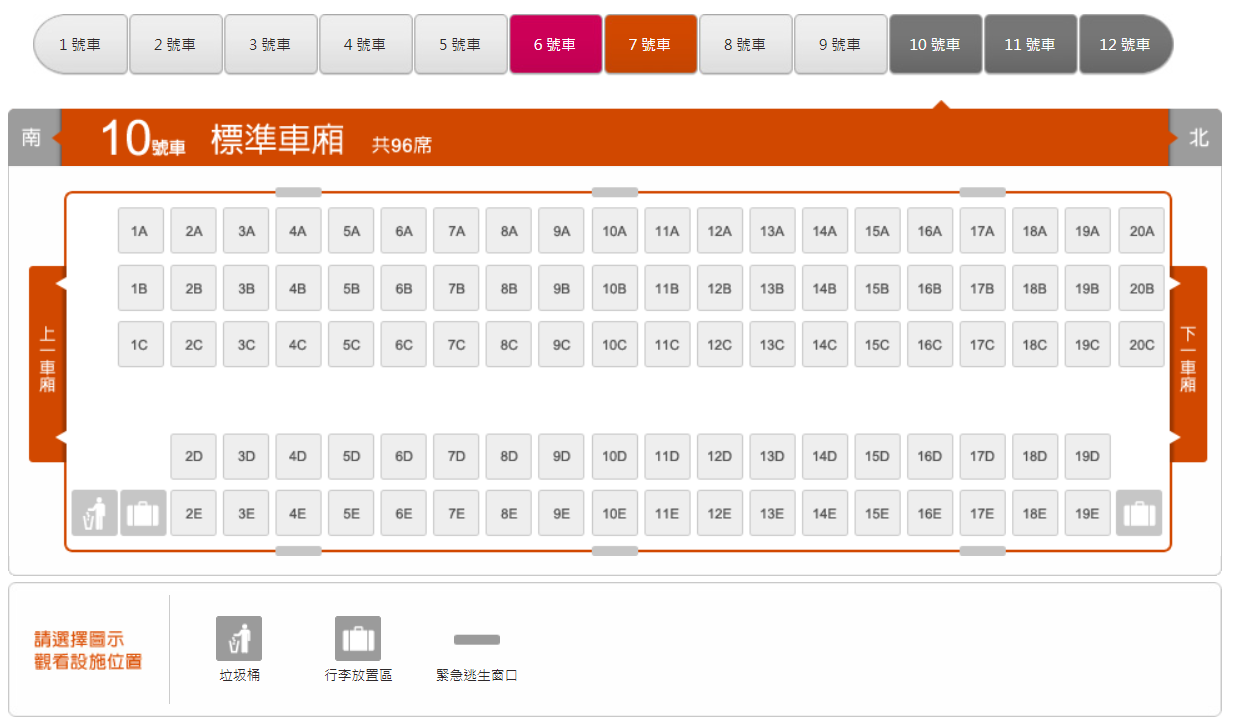 1 號車 2 號車 3 號車 4 號車 5 號車 6 號車 7 號車 8 號車 9 號車 10 號車 11 號車 12 號車
南 10號車 標準車廂 共96席 北
1A 2A 3A 4A 5A 6A 7A 8A 9A 10A 11A 12A 13A 14A 15A 16A 17A 18A 19A 20A
1B 2B 3B 4B 5B 6B 7B 8B 9B 10B 11B 12B 13B 14B 15B 16B 17B 18B 19B 20B
上一車廂
下一車廂
1C 2C 3C 4C 5C 6C 7C 8C 9C 10C 11C 12C 13C 14C 15C 16C 17C 18C 19C 20C
2D 3D 4D 5D 6D 7D 8D 9D 10D 11D 12D 13D 14D 15D 16D 17D 18D 19D
2E 3E 4E 5E 6E 7E 8E 9E 10E 11E 12E 13E 14E 15E 16E 17E 18E 19E
請選擇圖示
觀看設施位置
垃圾桶 行李放置區 緊急逃生窗口